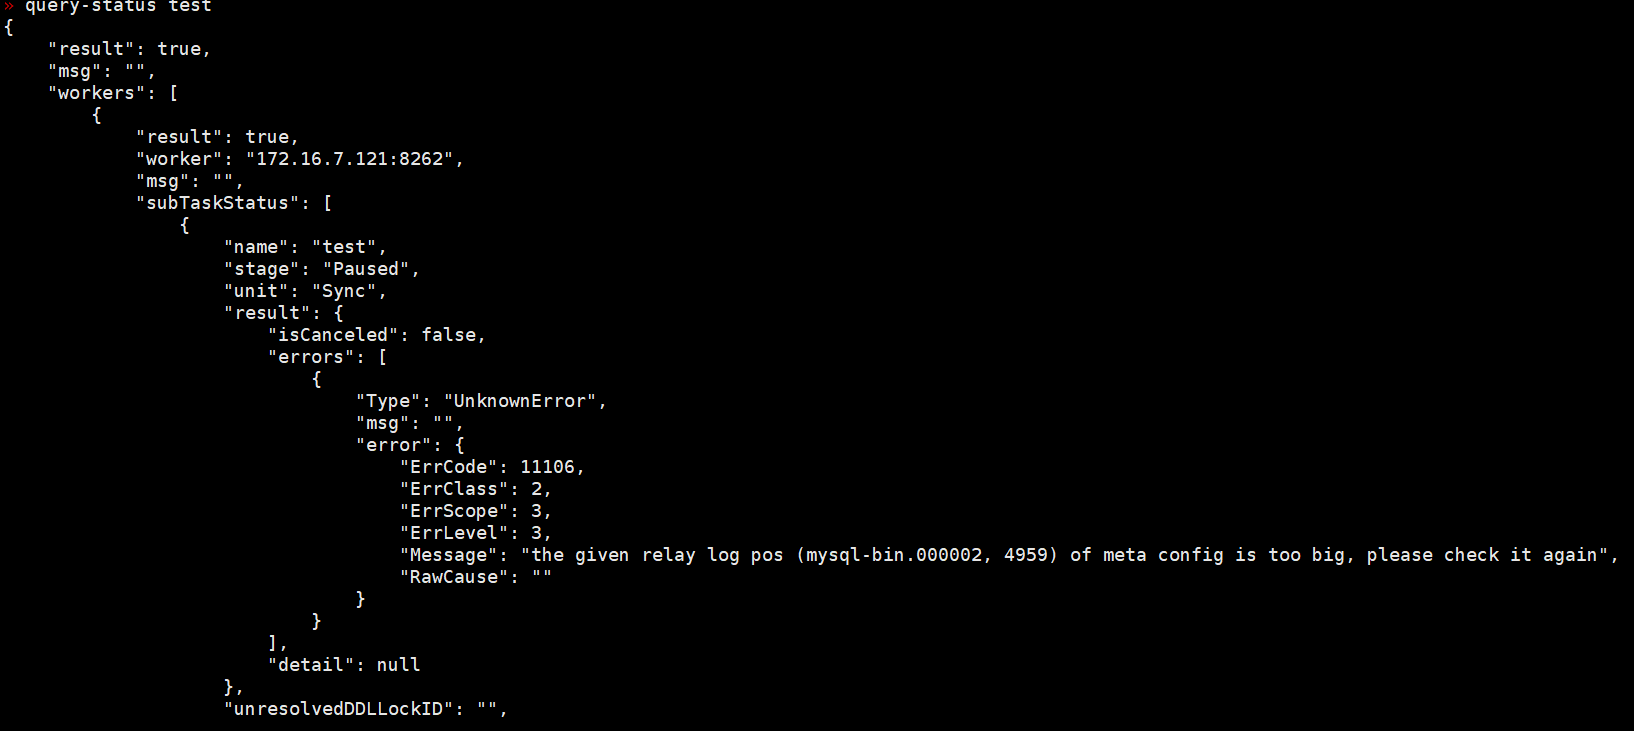 » query-status test
{
    "result": true,
    "msg": "",
    "workers": [
        {
            "result": true,
            "worker": "172.16.7.121:8262",
            "msg": "",
            "subTaskStatus": [
                {
                    "name": "test",
                    "stage": "Paused",
                    "unit": "Sync",
                    "result": {
                        "isCanceled": false,
                        "errors": [
                            {
                                "Type": "UnknownError",
                                "msg": "",
                                "error": {
                                    "ErrCode": 11106,
                                    "ErrClass": 2,
                                    "ErrScope": 3,
                                    "ErrLevel": 3,
                                    "Message": "the given relay log pos (mysql-bin.000002, 4959) of meta config is too big, please check it again",
                                    "RawCause": ""
                                }
                            }
                        ],
                        "detail": null
                    },
                    "unresolvedDDLLockID": "",